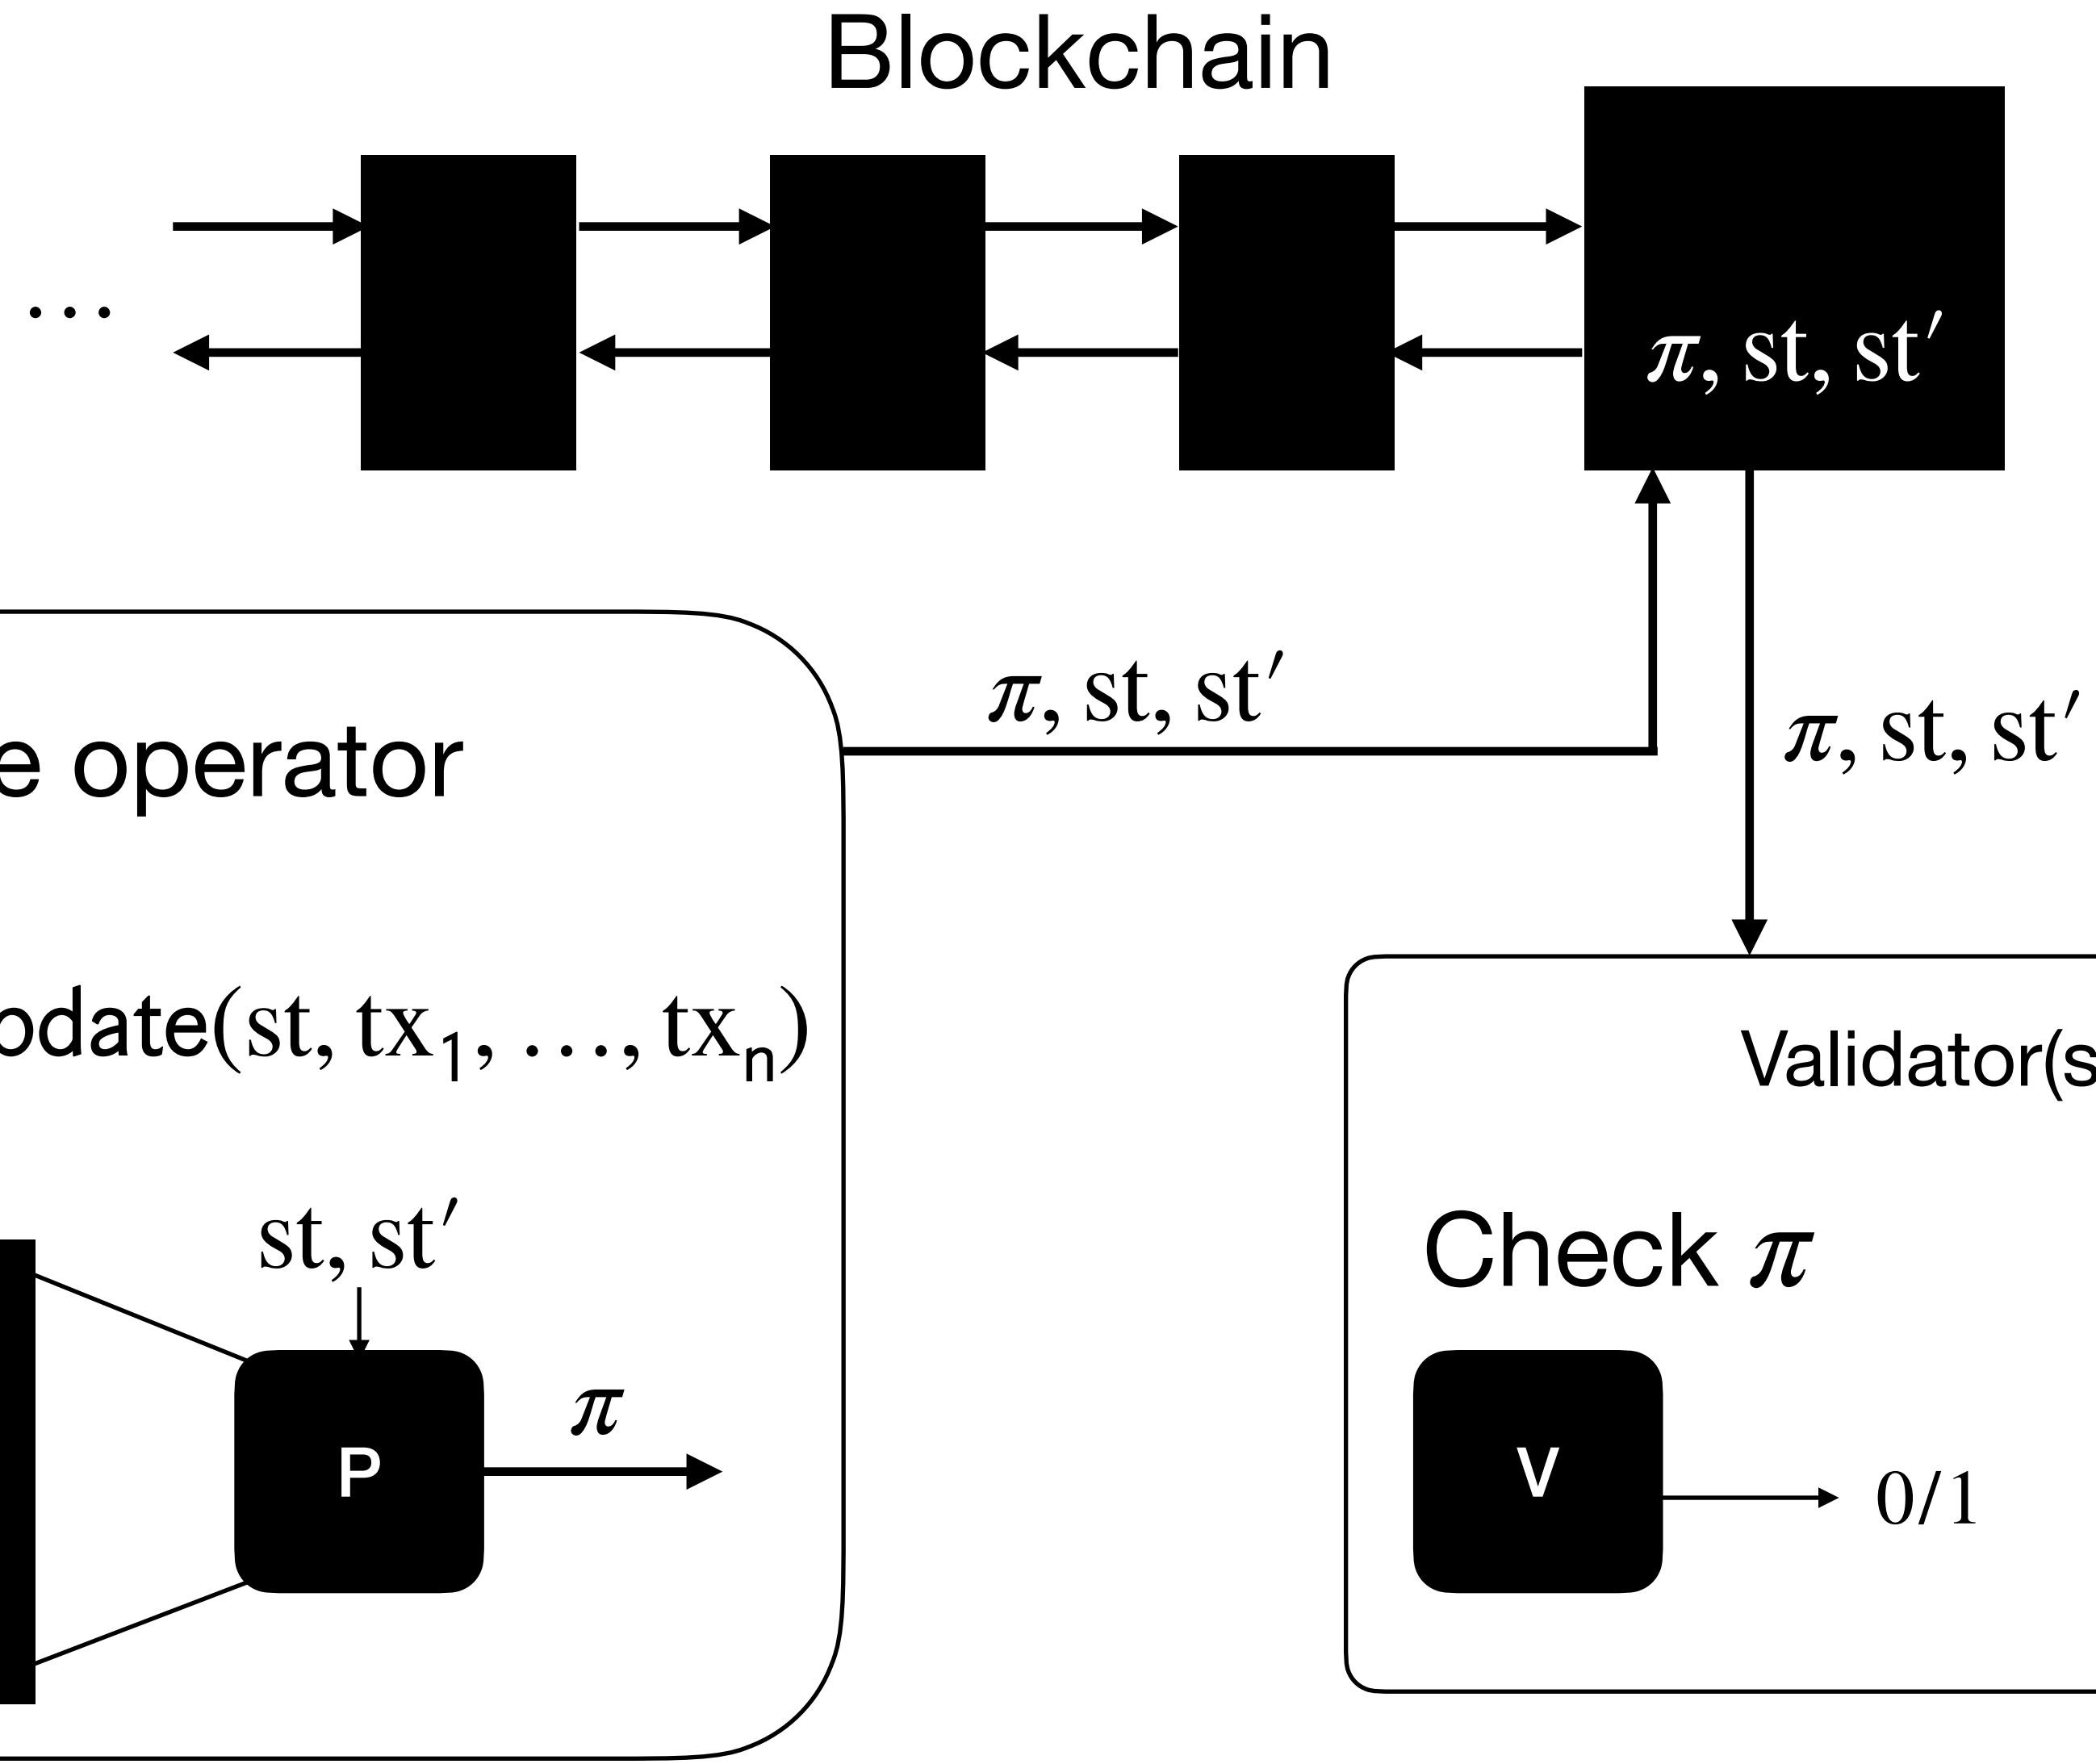 Blockchain
...
π, st, st′
π, st, st′
π, st, st′
e operator
odate(st, tx₁, ..., txₙ)
Validator(s
st, st′
Check π
π
P
V
0/1